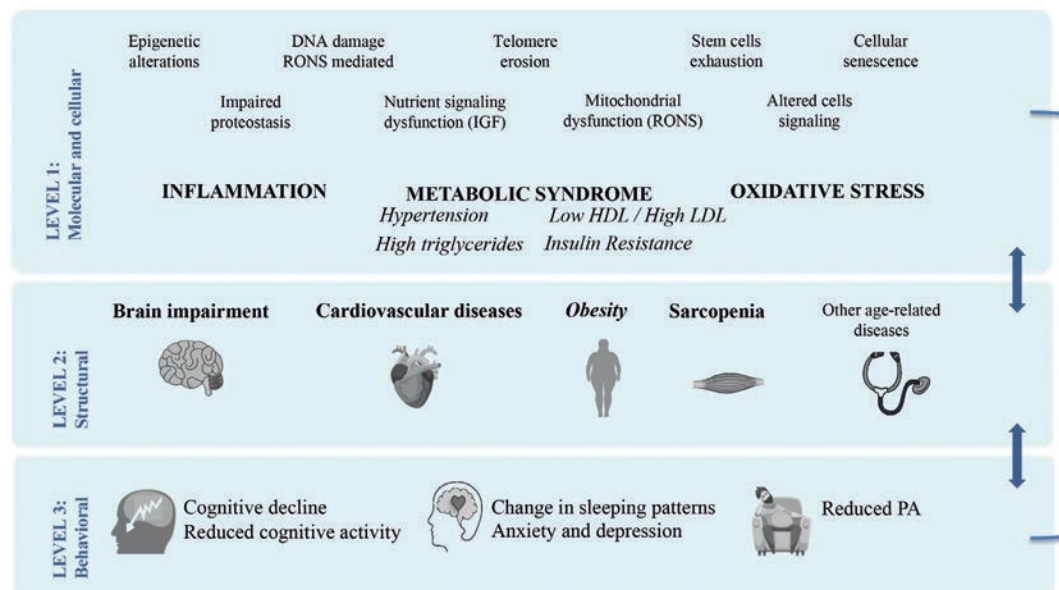 LEVEL 1:
Molecular and cellular
Epigenetic
alterations
DNA damage
RONS mediated
Telomere
erosion
Stem cells
exhaustion
Cellular
senescence
Impaired
proteostasis
Nutrient signaling
dysfunction (IGF)
Mitochondrial
dysfunction (RONS)
Altered cells
signaling
INFLAMMATION
METABOLIC SYNDROME
OXIDATIVE STRESS
Hypertension
Low HDL / High LDL
High triglycerides
Insulin Resistance
LEVEL 2:
Structural
Brain impairment
Cardiovascular diseases
Obesity
Sarcopenia
Other age-related
diseases
LEVEL 3:
Behavioral
Cognitive decline
Reduced cognitive activity
Change in sleeping patterns
Anxiety and depression
Reduced PA